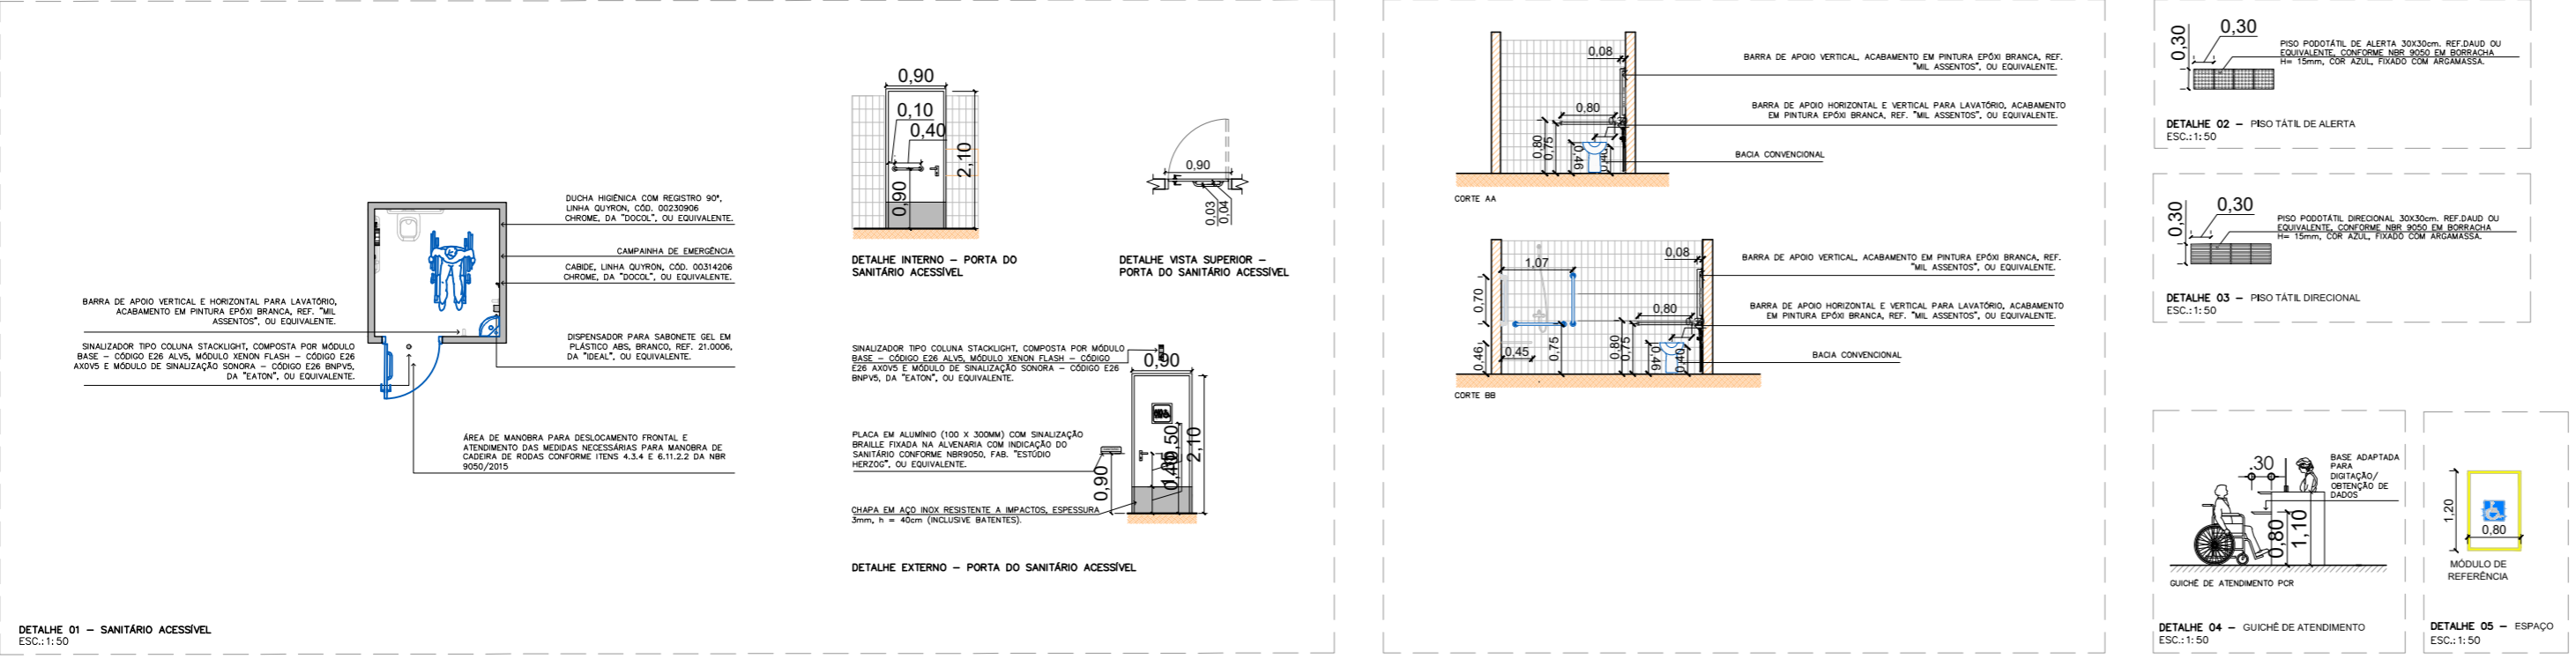 DUCHA HIGIÊNICA COM REGISTRO 90°,
LINHA QUYRON, CÓD. 00230906
CHROME, DA "DOCOL", OU EQUIVALENTE.
CAMPAINHA DE EMERGÊNCIA
CABIDE, LINHA QUYRON, CÓD. 00314206
CHROME, DA "DOCOL", OU EQUIVALENTE.
BARRA DE APOIO VERTICAL E HORIZONTAL PARA LAVATÓRIO,
ACABAMENTO EM PINTURA EPÓXI BRANCA, REF. "MIL
ASSENTOS", OU EQUIVALENTE.
SINALIZADOR TIPO COLUNA STACKLIGHT, COMPOSTA POR MÓDULO
BASE – CÓDIGO E26 ALV5, MÓDULO XENON FLASH – CÓDIGO E26
AX0V5 E MÓDULO DE SINALIZAÇÃO SONORA – CÓDIGO E26 BNPV5,
DA "EATON", OU EQUIVALENTE.
DISPENSADOR PARA SABONETE GEL EM
PLÁSTICO ABS, BRANCO, REF. 21.0006,
DA "IDEAL", OU EQUIVALENTE.
ÁREA DE MANOBRA PARA DESLOCAMENTO FRONTAL E
ATENDIMENTO DAS MEDIDAS NECESSÁRIAS PARA MANOBRA DE
CADEIRA DE RODAS CONFORME ITENS 4.3.4 E 6.11.2.2 DA NBR
9050/2015
DETALHE 01 – SANITÁRIO ACESSÍVEL
ESC.:1:50
0,90
0,10
0,40
2,10
0,90
DETALHE INTERNO – PORTA DO
SANITÁRIO ACESSÍVEL
0,90
0,03
0,04
DETALHE VISTA SUPERIOR –
PORTA DO SANITÁRIO ACESSÍVEL
SINALIZADOR TIPO COLUNA STACKLIGHT, COMPOSTA POR MÓDULO
BASE – CÓDIGO E26 ALV5, MÓDULO XENON FLASH – CÓDIGO
E26 AX0V5 E MÓDULO DE SINALIZAÇÃO SONORA – CÓDIGO E26
BNPV5, DA "EATON", OU EQUIVALENTE.
0,90
2,10
0,90
PLACA EM ALUMÍNIO (100 X 300MM) COM SINALIZAÇÃO
BRAILLE FIXADA NA ALVENARIA COM INDICAÇÃO DO
SANITÁRIO CONFORME NBR9050, FAB. "ESTÚDIO
HERZOG", OU EQUIVALENTE.
CHAPA EM AÇO INOX RESISTENTE A IMPACTOS, ESPESSURA
3mm, h = 40cm (INCLUSIVE BATENTES).
DETALHE EXTERNO – PORTA DO SANITÁRIO ACESSÍVEL
0,08
0,80
0,80
0,75
0,46
BARRA DE APOIO VERTICAL, ACABAMENTO EM PINTURA EPÓXI BRANCA, REF.
"MIL ASSENTOS", OU EQUIVALENTE.
BARRA DE APOIO HORIZONTAL E VERTICAL PARA LAVATÓRIO, ACABAMENTO
EM PINTURA EPÓXI BRANCA, REF. "MIL ASSENTOS", OU EQUIVALENTE.
BACIA CONVENCIONAL
CORTE AA
1,07
0,08
0,70
0,80
0,46
0,45
0,75
0,80
0,75
0,46
0,40
BARRA DE APOIO VERTICAL, ACABAMENTO EM PINTURA EPÓXI BRANCA, REF.
"MIL ASSENTOS", OU EQUIVALENTE.
BARRA DE APOIO HORIZONTAL E VERTICAL PARA LAVATÓRIO, ACABAMENTO
EM PINTURA EPÓXI BRANCA, REF. "MIL ASSENTOS", OU EQUIVALENTE.
BACIA CONVENCIONAL
CORTE BB
0,30
0,30
PISO PODOTÁTIL DE ALERTA 30X30cm. REF.DAUD OU
EQUIVALENTE, CONFORME NBR 9050 EM BORRACHA
H= 15mm, COR AZUL, FIXADO COM ARGAMASSA.
DETALHE 02 – PISO TÁTIL DE ALERTA
ESC.:1:50
0,30
0,30
PISO PODOTÁTIL DIRECIONAL 30X30cm. REF.DAUD OU
EQUIVALENTE, CONFORME NBR 9050 EM BORRACHA
H= 15mm, COR AZUL, FIXADO COM ARGAMASSA.
DETALHE 03 – PISO TÁTIL DIRECIONAL
ESC.:1:50
.30
BASE ADAPTADA
PARA
DIGITAÇÃO/
OBTENÇÃO DE
DADOS
0,80
1,10
GUICHÊ DE ATENDIMENTO PCR
DETALHE 04 – GUICHÊ DE ATENDIMENTO
ESC.:1:50
1,20
0,80
MÓDULO DE
REFERÊNCIA
DETALHE 05 – ESPAÇO
ESC.:1:50